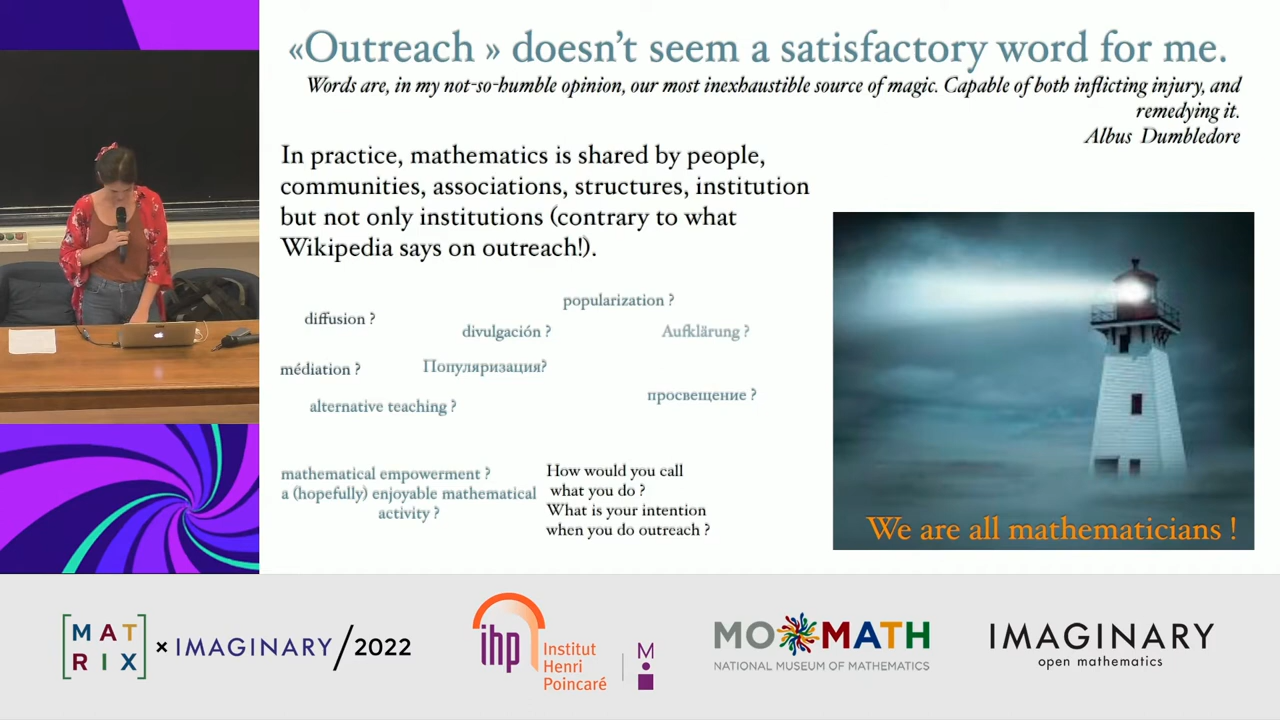 «Outreach » doesn't seem a satisfactory word for me.
Words are, in my not-so-humble opinion, our most inexhaustible source of magic. Capable of both inflicting injury, and
remedying it.
Albus Dumbledore
In practice, mathematics is shared by people,
communities, associations, structures, institution
but not only institutions (contrary to what
Wikipedia says on outreach!).
popularization ?
diffusion ?
divulgación ?
Aufklärung ?
médiation ?
Популяризация?
просвещение ?
alternative teaching ?
mathematical empowerment ?
a (hopefully) enjoyable mathematical
activity ?
How would you call
what you do ?
What is your intention
when you do outreach ?
We are all mathematicians !
[MAT
RIX] × IMAGINARY/2022
ihp Institut
Henri
Poincaré
M
MOMATH
NATIONAL MUSEUM OF MATHEMATICS
IMAGINARY
open mathematics